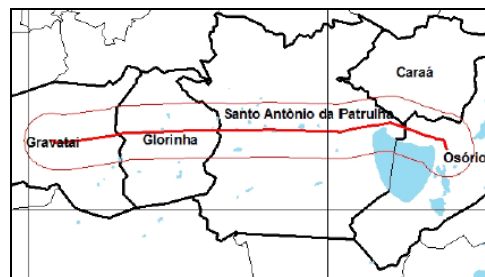 Caraá
Santo Antônio da Patrulha
Gravataí
Glorinha
Osório